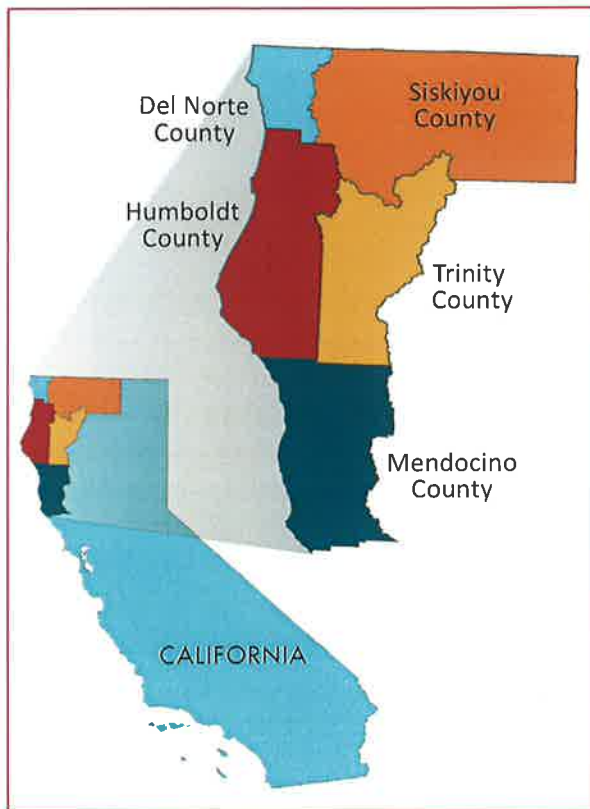 Del Norte
County
Siskiyou
County
Humboldt
County
Trinity
County
Mendocino
County
CALIFORNIA